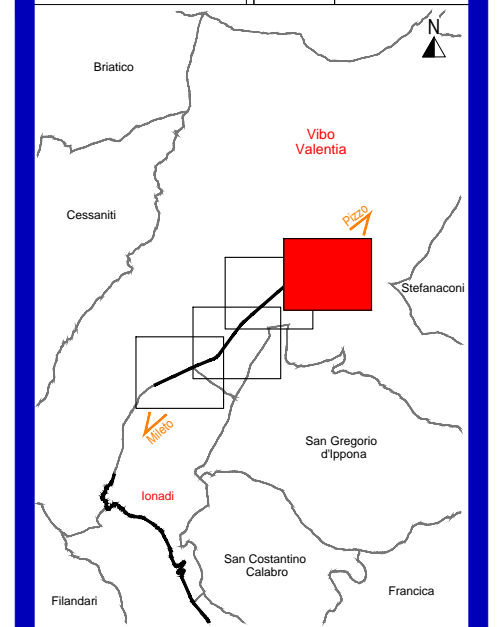 N
Briatico
Vibo
Valentia
Cessaniti
Pizzo
Stefanaconi
Mileto
San Gregorio
d'Ippona
Ionadi
San Costantino
Calabro
Francica
Filandari